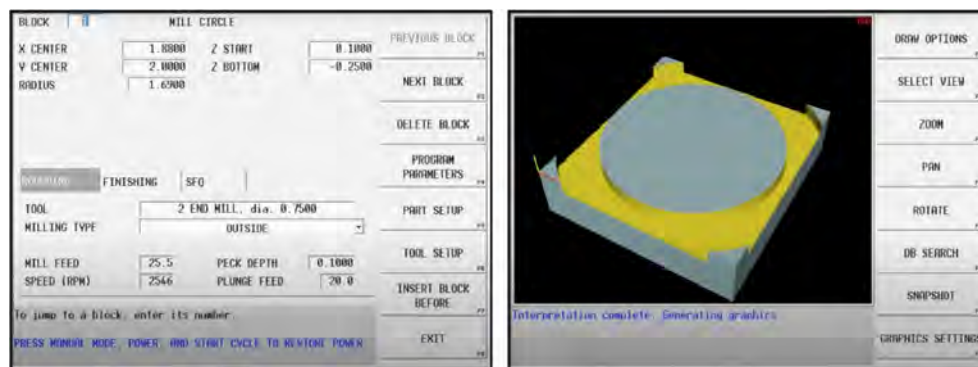 BLOCK 1 MILL CIRCLE
X CENTER 1.8800 Z START 0.1000
Y CENTER 2.0000 Z BOTTOM -0.2500
RADIUS 1.6900
ROUGHING FINISHING SFQ
TOOL 2 END MILL, dia. 0.7500
MILLING TYPE OUTSIDE
MILL FEED 25.5 PECK DEPTH 0.1000
SPEED (RPM) 2546 PLUNGE FEED 20.0
To jump to a block, enter its number
PRESS MANUAL MODE, POWER, AND START CYCLE TO RESTORE POWER
PREVIOUS BLOCK
NEXT BLOCK
DELETE BLOCK
PROGRAM
PARAMETERS
PART SETUP
TOOL SETUP
INSERT BLOCK
BEFORE
EXIT
Interpretation complete. Generating graphics
DRAW OPTIONS
SELECT VIEW
ZOOM
PAN
ROTATE
DB SEARCH
SNAPSHOT
GRAPHICS SETTINGS